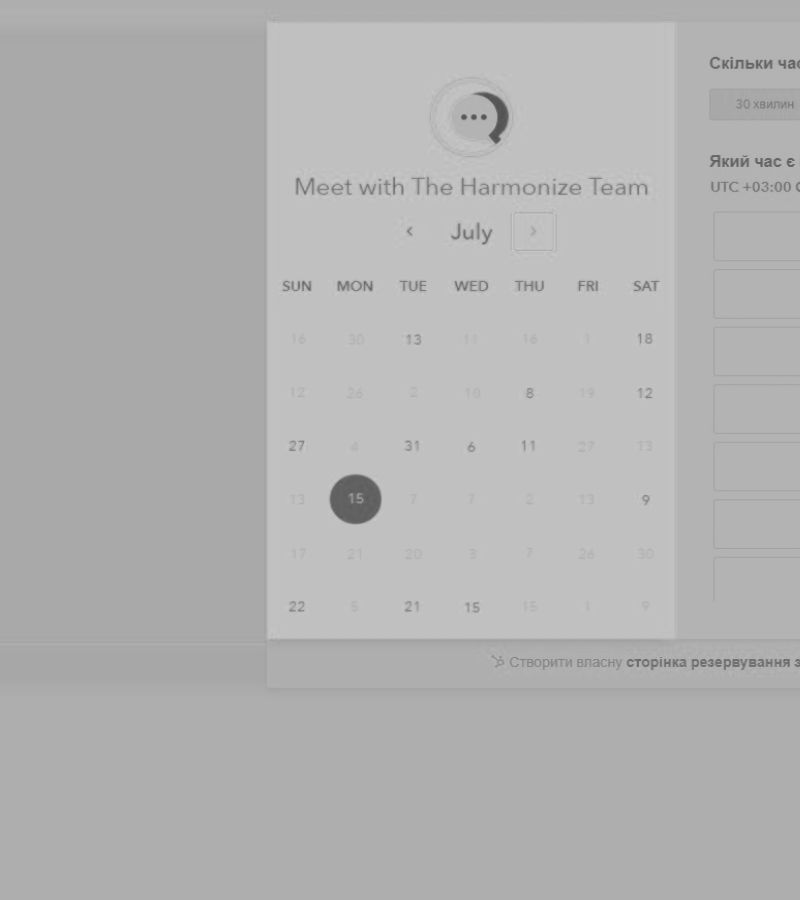 Meet with The Harmonize Team
July
SUN MON TUE WED THU FRI SAT
16 30 13 11 16 1 18
12 26 2 10 8 19 12
27 4 31 6 11 27 13
13 15 7 7 2 13 9
17 21 20 3 7 26 30
22 5 21 15 15 1 9
Скільки час
30 хвилин
Який час є
UTC +03:00
Створити власну сторінка резервування з